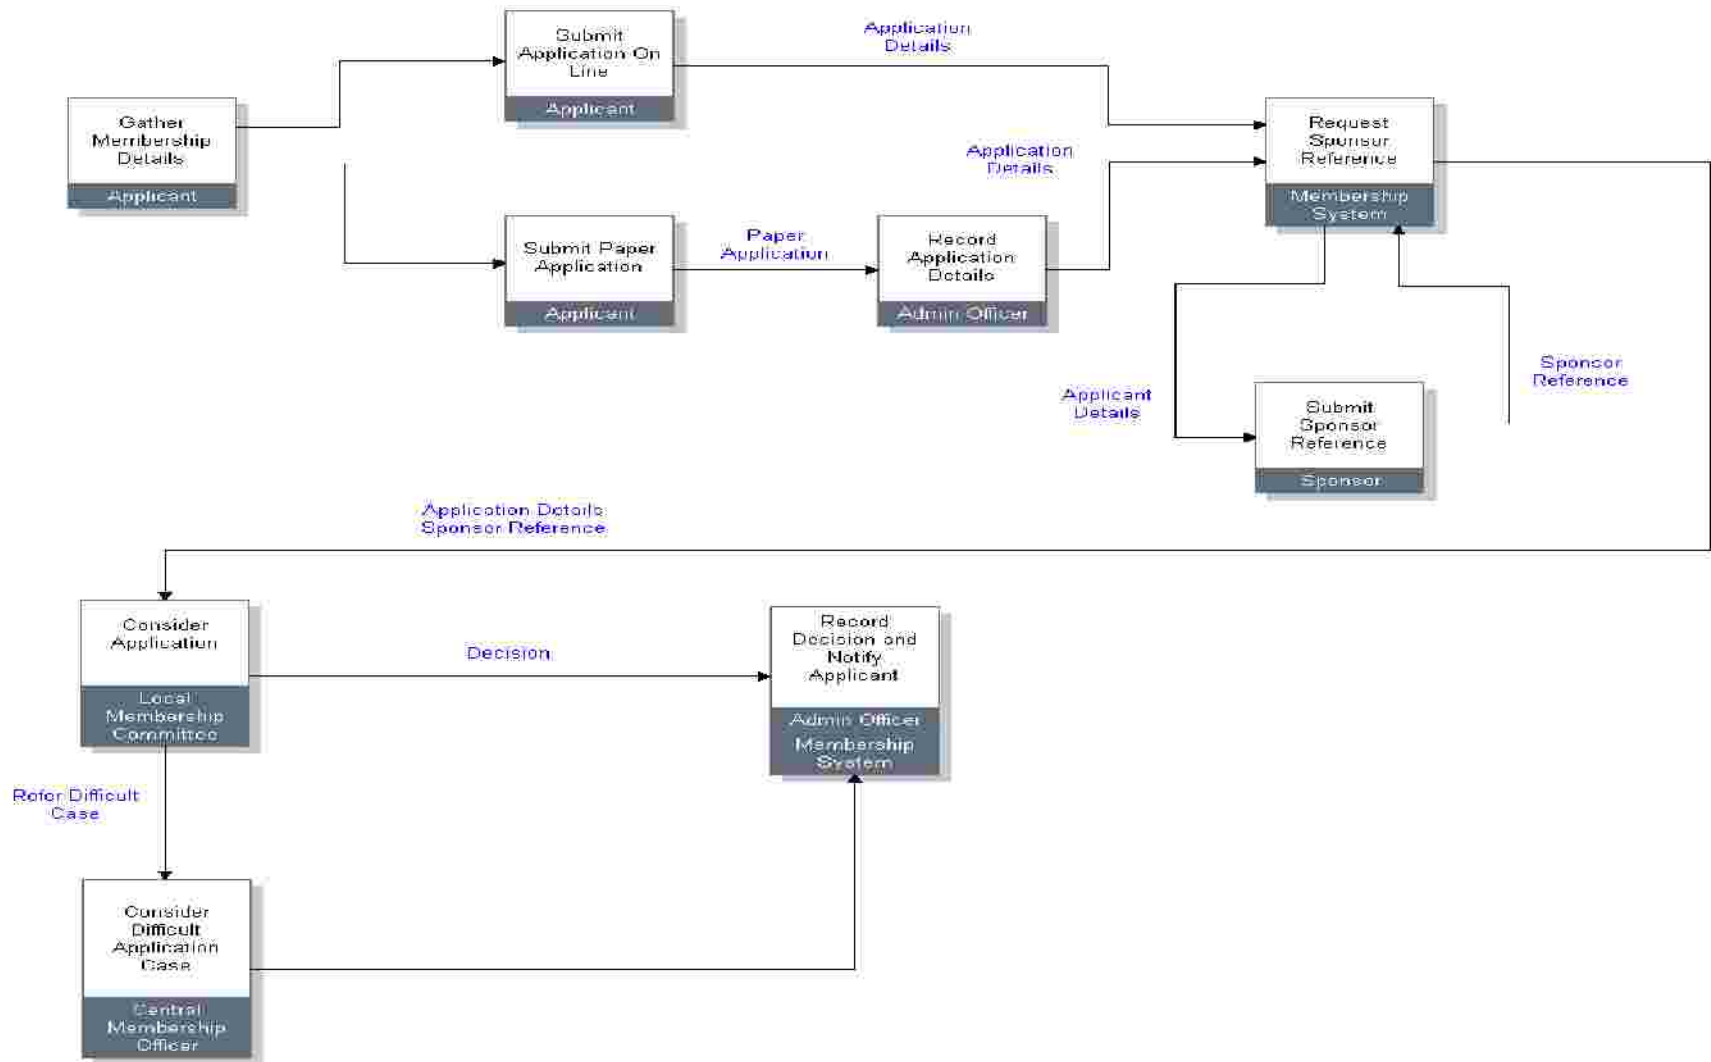 Submit
Application On
Line
Applicant
Application
Details
Gather
Membership
Details
Applicant
Application
Details
Request
Sponsor
Reference
Membership
System
Submit Paper
Application
Applicant
Paper
Application
Record
Application
Details
Admin Officer
Applicant
Details
Submit
Sponsor
Reference
Sponsor
Sponsor
Reference
Application Details
Sponsor Reference
Consider
Application
Local
Membership
Committee
Decision
Record
Decision and
Notify
Applicant
Admin Officer
Membership
System
Refer Difficult
Case
Consider
Difficult
Application
Case
Central
Membership
Officer